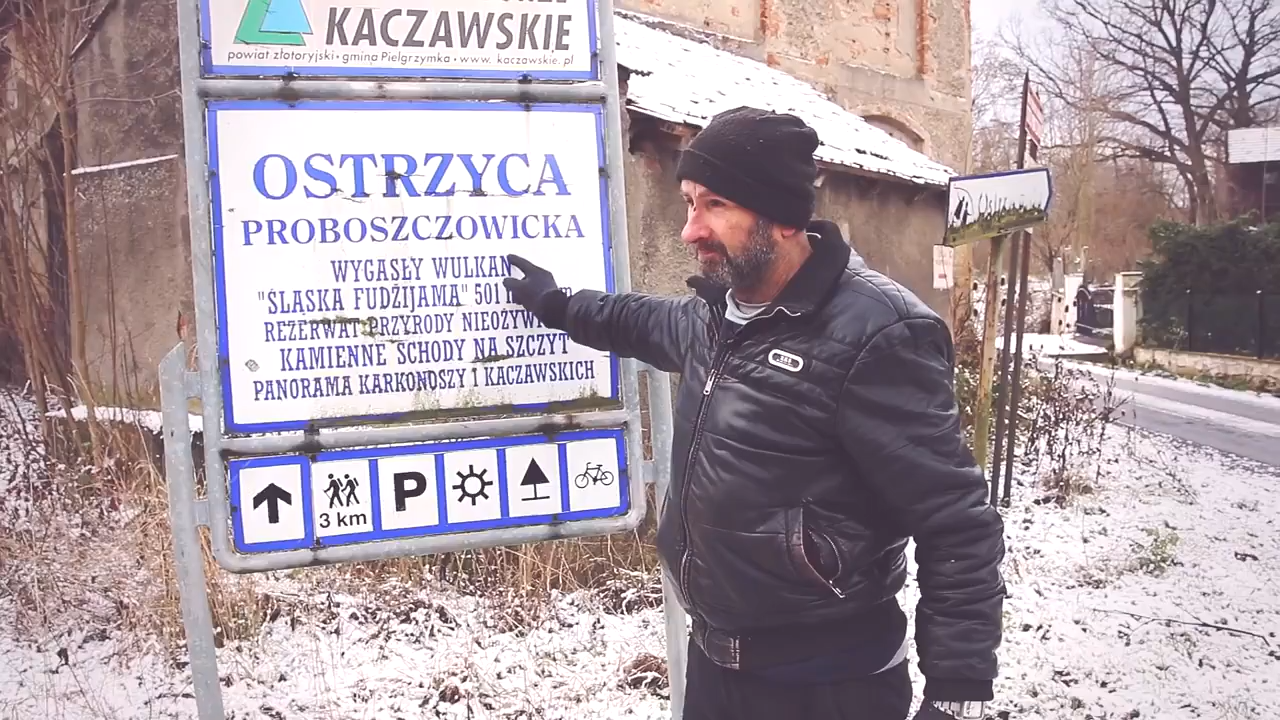 KACZAWSKIE
powiat złotoryjski · gmina Pielgrzymka · www. kaczawskie. pl
OSTRZYCA
PROBOSZCZOWICKA
WYGASŁY WULKAN
"ŚLĄSKA FUDŻIJAMA" 501
REZERWAT PRZYRODY
KAMIENNE SCHODY NA SZCZYT
PANORAMA KARKONOSZY I KACZAWSKICH
3 km
P